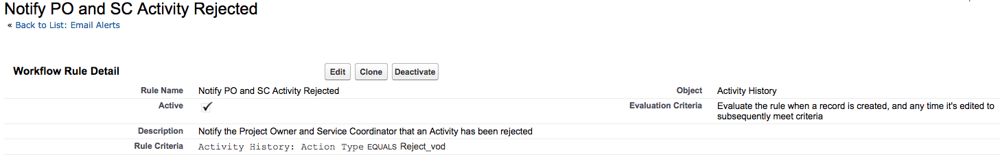 Notify PO and SC Activity Rejected
« Back to List: Email Alerts
Workflow Rule Detail
Edit Clone Deactivate
Rule Name Notify PO and SC Activity Rejected Object Activity History
Active Evaluation Criteria Evaluate the rule when a record is created, and any time it's edited to
subsequently meet criteria
Description Notify the Project Owner and Service Coordinator that an Activity has been rejected
Rule Criteria Activity History: Action Type EQUALS Reject_vod